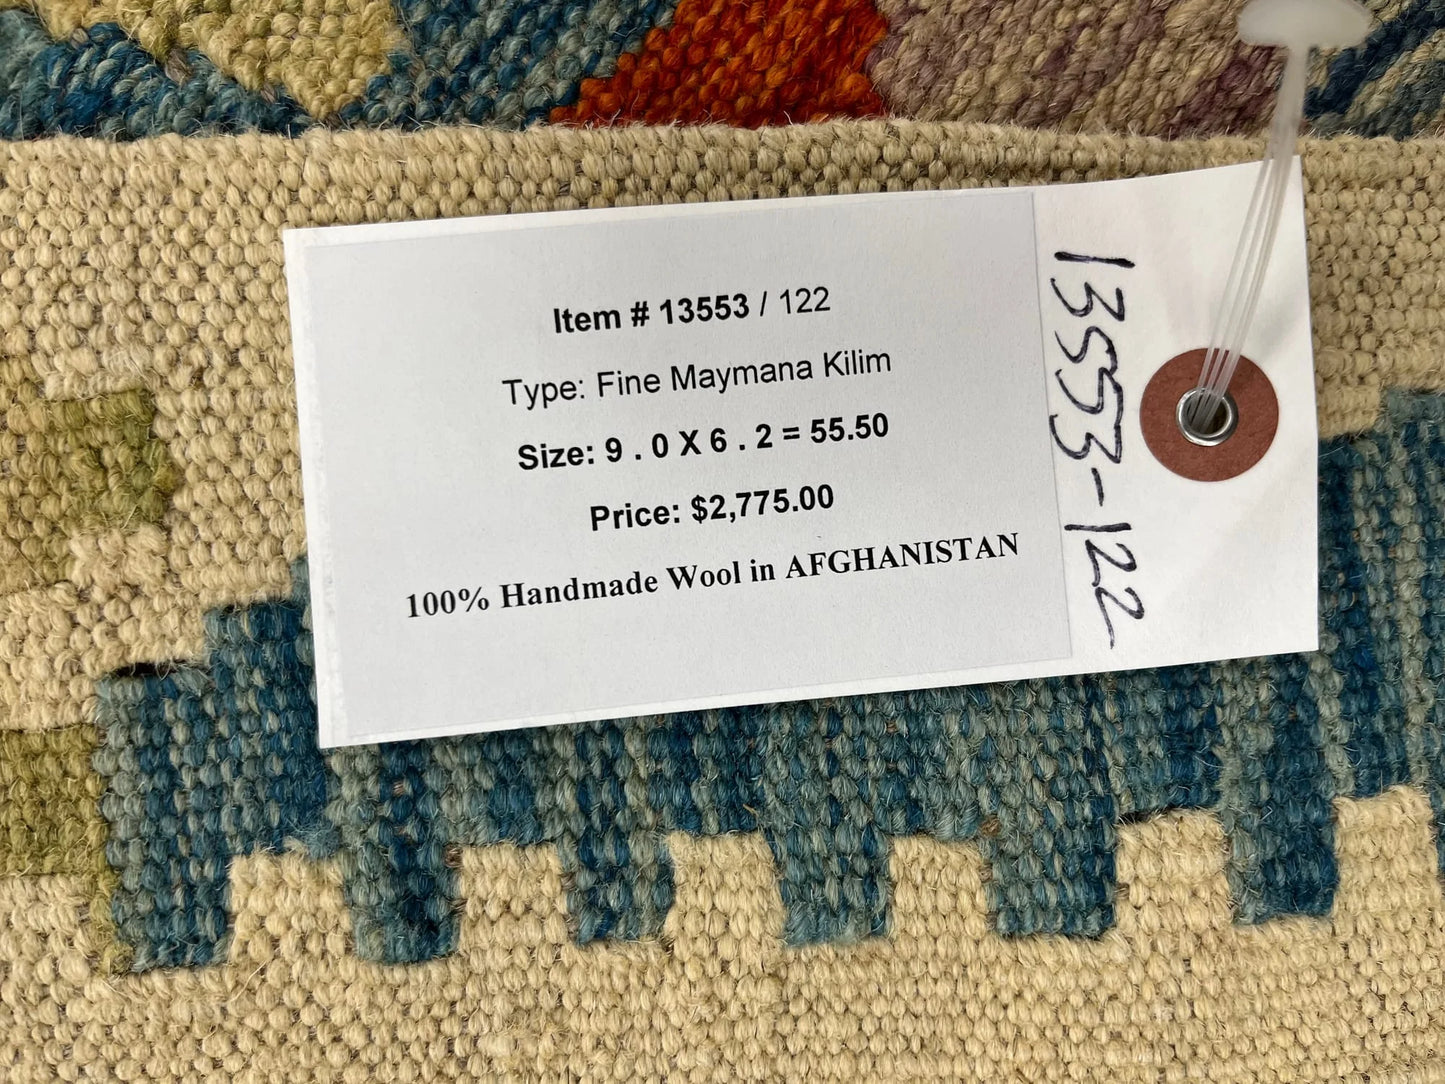 Item # 13553 / 122
Type: Fine Maymana Kilim
Size: 9 . 0 X 6 . 2 = 55.50
Price: $2,775.00
100% Handmade Wool in AFGHANISTAN
13553-122